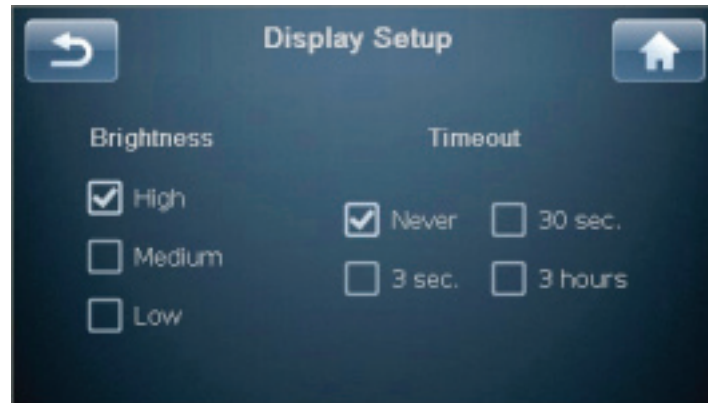 Display Setup
Brightness
High
Medium
Low
Timeout
Never
30 sec.
3 sec.
3 hours